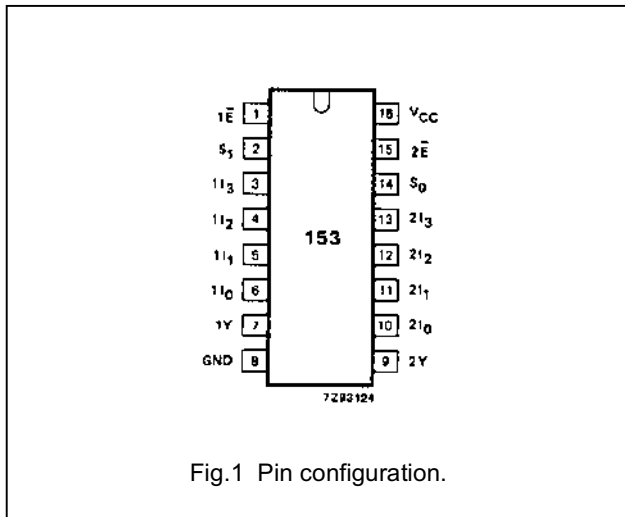 1E̅ 1 16 V_CC
S₁ 2 15 2E̅
1I₃ 3 14 S₀
1I₂ 4 13 2I₃
153
1I₁ 5 12 2I₂
1I₀ 6 11 2I₁
1Y 7 10 2I₀
GND 8 9 2Y
7Z93124
Fig.1 Pin configuration.